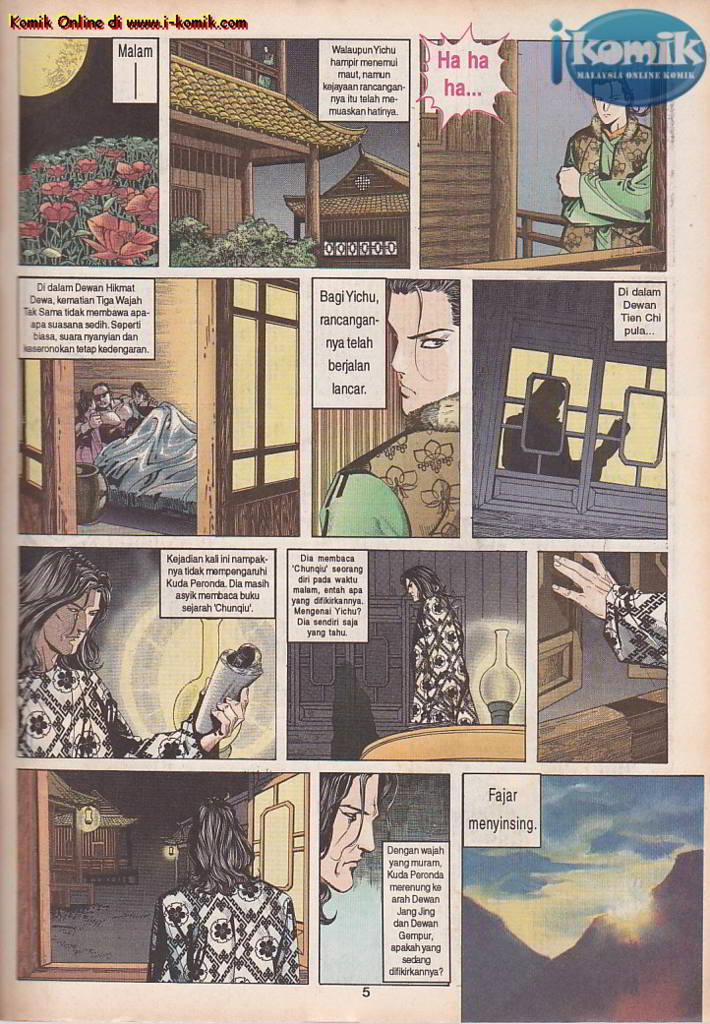 Komik Online di www.i-komik.com
ikomik
MALAYSIA ONLINE KOMIK
Malam
WalaupunYichu
hampir menemui
maut, namun
kejayaan rancangan-
nya itu telah me-
muaskan hatinya.
Ha ha
ha...
Di dalam Dewan Hikmat
Dewa, kematian Tiga Wajah
Tak Sama tidak membawa apa-
apa suasana sedih. Seperti
biasa, suara nyanyian dan
keseronokan tetap kedengaran.
Bagi Yichu,
rancangan-
nya telah
berjalan
lancar.
Di dalam
Dewan
Tien Chi
pula...
Kejadian kali ini nampak-
nya tidak mempengaruhi
Kuda Peronda. Dia masih
asyik membaca buku
sejarah 'Chunqiu'.
Dia membaca
'Chunqiu' seorang
diri pada waktu
malam, entah apa
yang difikirkannya.
Mengenai Yichu?
Dia sendiri saja
yang tahu.
Dengan wajah
yang muram,
Kuda Peronda
merenung ke
arah Dewan
Jang Jing
dan Dewan
Gempur,
apakah yang
sedang
difikirkannya?
Fajar
menyinsing.
5